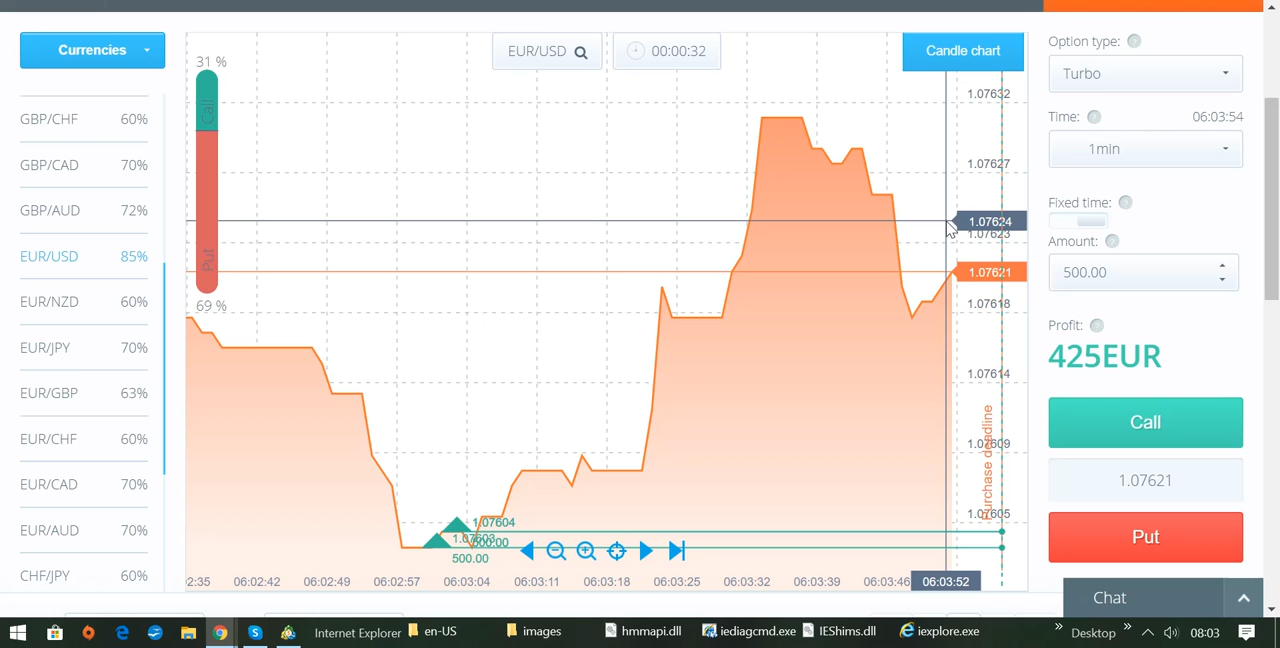 Currencies
GBP/CHF 60%
GBP/CAD 70%
GBP/AUD 72%
EUR/USD 85%
EUR/NZD 60%
EUR/JPY 70%
EUR/GBP 63%
EUR/CHF 60%
EUR/CAD 70%
EUR/AUD 70%
CHF/JPY 60%
31 %
Call
Put
69 %
EUR/USD
00:00:32
Candle chart
1.07632
1.07627
1.07624
1.07623
1.07621
1.07618
1.07614
1.07609
1.07605
Purchase deadline
1.07604
500.00
1.07603
500.00
2:35 06:02:42 06:02:49 06:02:57 06:03:04 06:03:11 06:03:18 06:03:25 06:03:32 06:03:39 06:03:46 06:03:52
Option type:
Turbo
Time: 06:03:54
1min
Fixed time:
Amount:
500.00
Profit:
425EUR
Call
1.07621
Put
Chat
Internet Explorer en-US images hmmapi.dll iediagcmd.exe IEShims.dll iexplore.exe Desktop 08:03